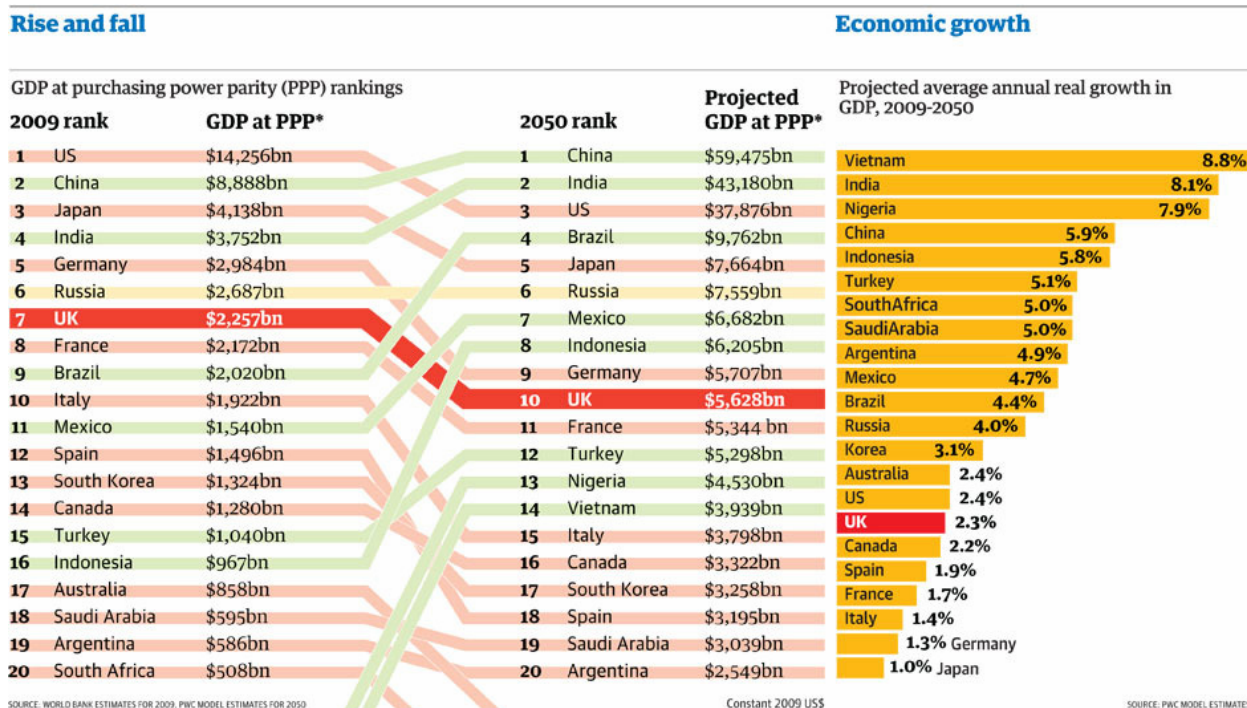 Rise and fall
GDP at purchasing power parity (PPP) rankings
2009 rank GDP at PPP*
1 US $14,256bn
2 China $8,888bn
3 Japan $4,138bn
4 India $3,752bn
5 Germany $2,984bn
6 Russia $2,687bn
7 UK $2,257bn
8 France $2,172bn
9 Brazil $2,020bn
10 Italy $1,922bn
11 Mexico $1,540bn
12 Spain $1,496bn
13 South Korea $1,324bn
14 Canada $1,280bn
15 Turkey $1,040bn
16 Indonesia $967bn
17 Australia $858bn
18 Saudi Arabia $595bn
19 Argentina $586bn
20 South Africa $508bn
SOURCE: WORLD BANK ESTIMATES FOR 2009. PWC MODEL ESTIMATES FOR 2050
2050 rank Projected
GDP at PPP*
1 China $59,475bn
2 India $43,180bn
3 US $37,876bn
4 Brazil $9,762bn
5 Japan $7,664bn
6 Russia $7,559bn
7 Mexico $6,682bn
8 Indonesia $6,205bn
9 Germany $5,707bn
10 UK $5,628bn
11 France $5,344 bn
12 Turkey $5,298bn
13 Nigeria $4,530bn
14 Vietnam $3,939bn
15 Italy $3,798bn
16 Canada $3,322bn
17 South Korea $3,258bn
18 Spain $3,195bn
19 Saudi Arabia $3,039bn
20 Argentina $2,549bn
Constant 2009 US$
Economic growth
Projected average annual real growth in
GDP, 2009-2050
Vietnam 8.8%
India 8.1%
Nigeria 7.9%
China 5.9%
Indonesia 5.8%
Turkey 5.1%
SouthAfrica 5.0%
SaudiArabia 5.0%
Argentina 4.9%
Mexico 4.7%
Brazil 4.4%
Russia 4.0%
Korea 3.1%
Australia 2.4%
US 2.4%
UK 2.3%
Canada 2.2%
Spain 1.9%
France 1.7%
Italy 1.4%
1.3% Germany
1.0% Japan
SOURCE: PWC MODEL ESTIMATES